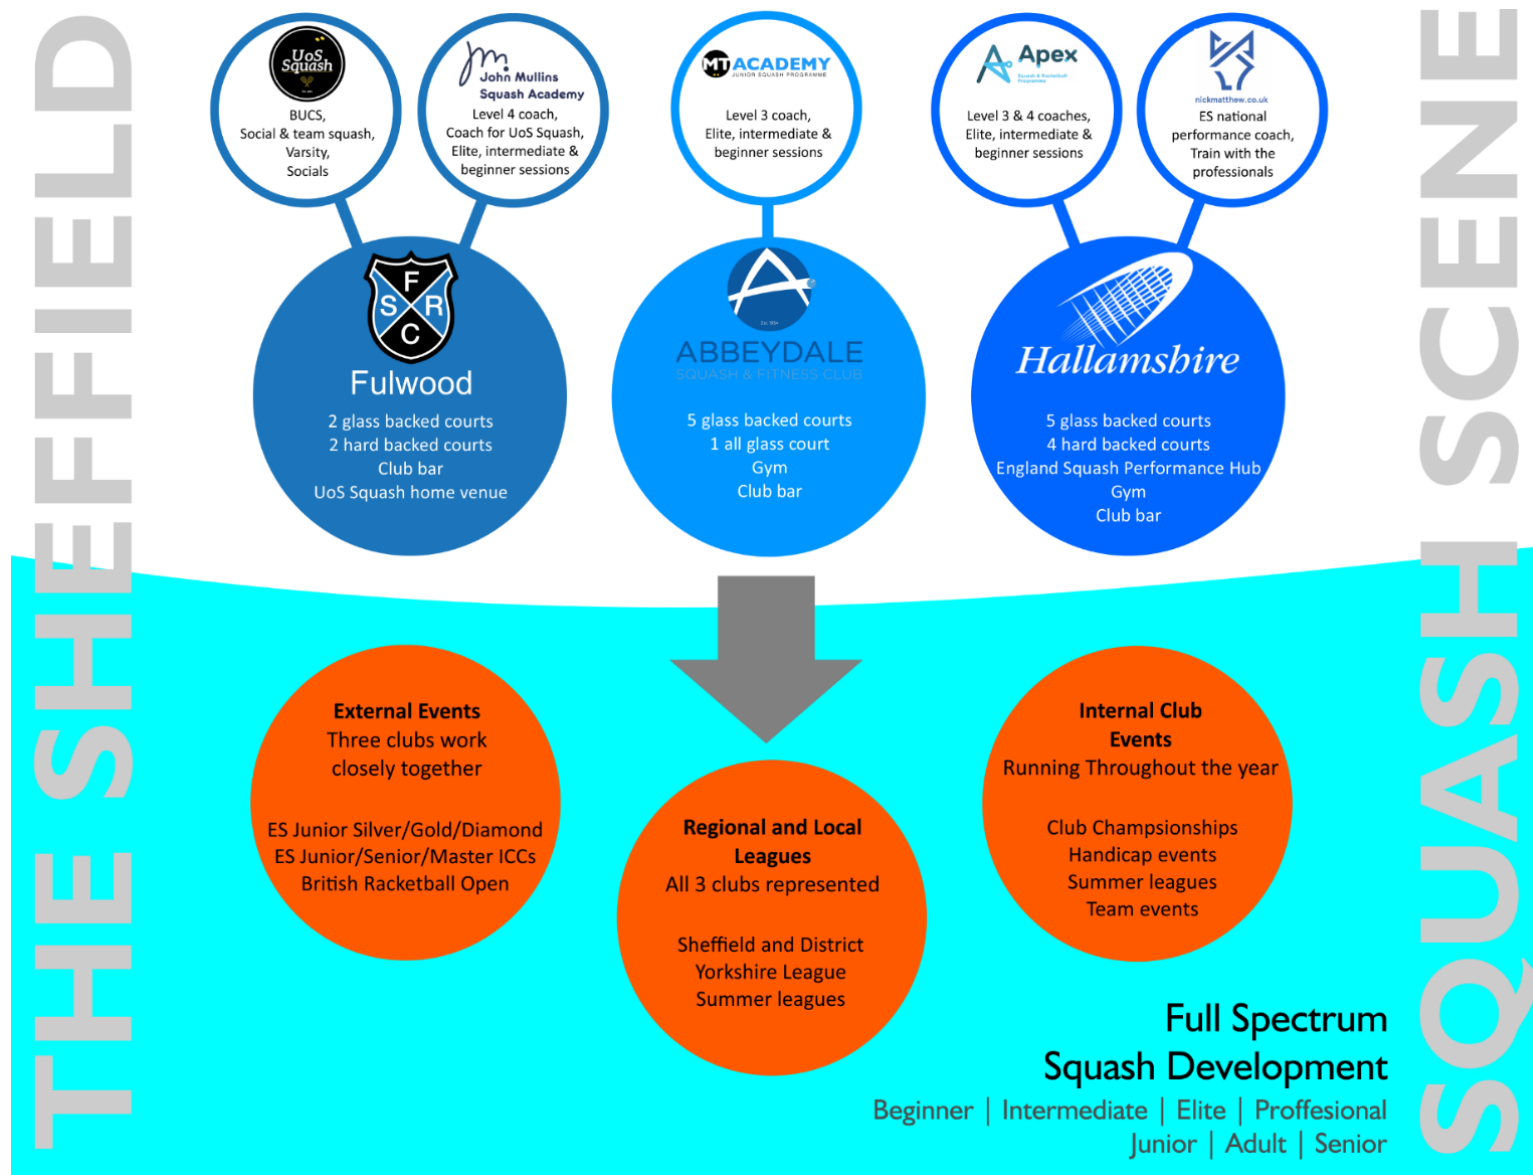 THE SHEFFIELD
SQUASH SCENE
UoS
Squash
BUCS,
Social & team squash,
Varsity,
Socials
jm
John Mullins
Squash Academy
Level 4 coach,
Coach for UoS Squash,
Elite, intermediate &
beginner sessions
MT ACADEMY
JUNIOR SQUASH PROGRAMME
Level 3 coach,
Elite, intermediate &
beginner sessions
Apex
Squash & Racketball
Programme
Level 3 & 4 coaches,
Elite, intermediate &
beginner sessions
nickmatthew.co.uk
ES national
performance coach,
Train with the
professionals
F
S R
C
Fulwood
2 glass backed courts
2 hard backed courts
Club bar
UoS Squash home venue
Est. 1934
ABBEYDALE
SQUASH & FITNESS CLUB
5 glass backed courts
1 all glass court
Gym
Club bar
Hallamshire
5 glass backed courts
4 hard backed courts
England Squash Performance Hub
Gym
Club bar
External Events
Three clubs work
closely together
ES Junior Silver/Gold/Diamond
ES Junior/Senior/Master ICCs
British Racketball Open
Regional and Local
Leagues
All 3 clubs represented
Sheffield and District
Yorkshire League
Summer leagues
Internal Club
Events
Running Throughout the year
Club Champsionships
Handicap events
Summer leagues
Team events
Full Spectrum
Squash Development
Beginner | Intermediate | Elite | Proffesional
Junior | Adult | Senior